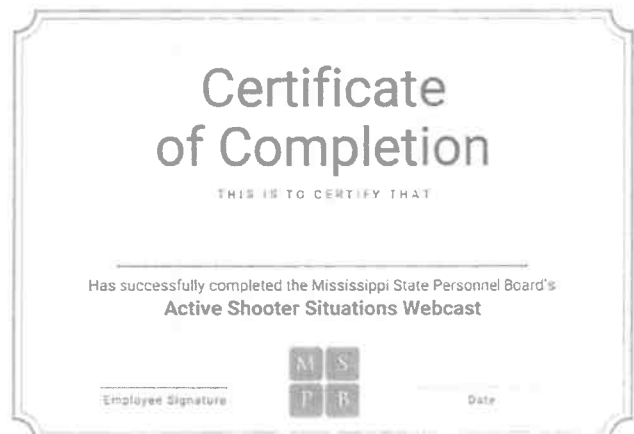 Certificate
of Completion
THIS IS TO CERTIFY THAT
Has successfully completed the Mississippi State Personnel Board's
Active Shooter Situations Webcast
M S
P B
Employee Signature
Date